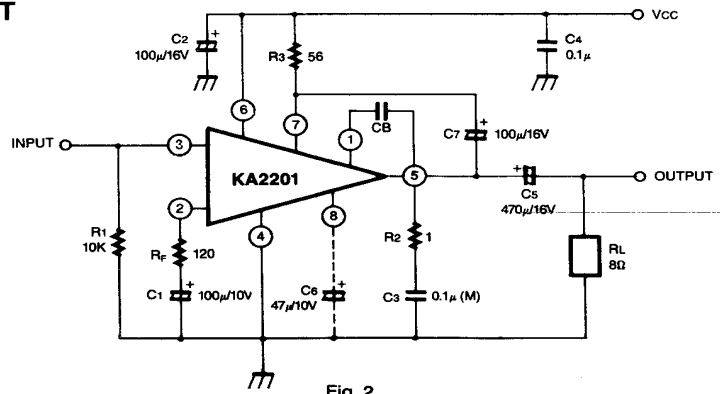 T
VCC
C2
100μ/16V
+
R3
56
C4
0.1μ
6
7
1
CB
C7
+
100μ/16V
INPUT
3
KA2201
5
+
OUTPUT
C5
470μ/16V
2
4
8
R1
10K
RF
120
R2
1
RL
8Ω
C1
+
100μ/10V
C6
+
47μ/10V
C3
0.1μ (M)
Fig. 2